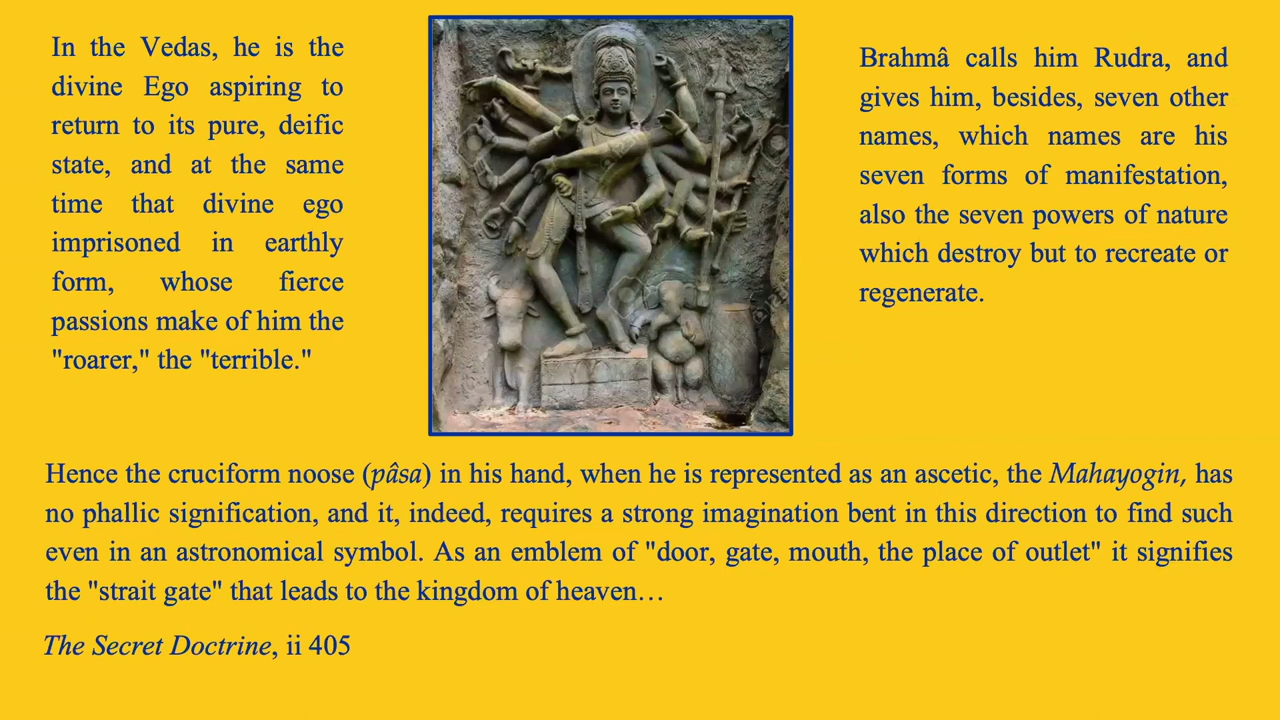 In the Vedas, he is the
divine Ego aspiring to
return to its pure, deific
state, and at the same
time that divine ego
imprisoned in earthly
form, whose fierce
passions make of him the
"roarer," the "terrible."
Brahmâ calls him Rudra, and
gives him, besides, seven other
names, which names are his
seven forms of manifestation,
also the seven powers of nature
which destroy but to recreate or
regenerate.
Hence the cruciform noose (pâsa) in his hand, when he is represented as an ascetic, the Mahayogin, has
no phallic signification, and it, indeed, requires a strong imagination bent in this direction to find such
even in an astronomical symbol. As an emblem of "door, gate, mouth, the place of outlet" it signifies
the "strait gate" that leads to the kingdom of heaven…
The Secret Doctrine, ii 405